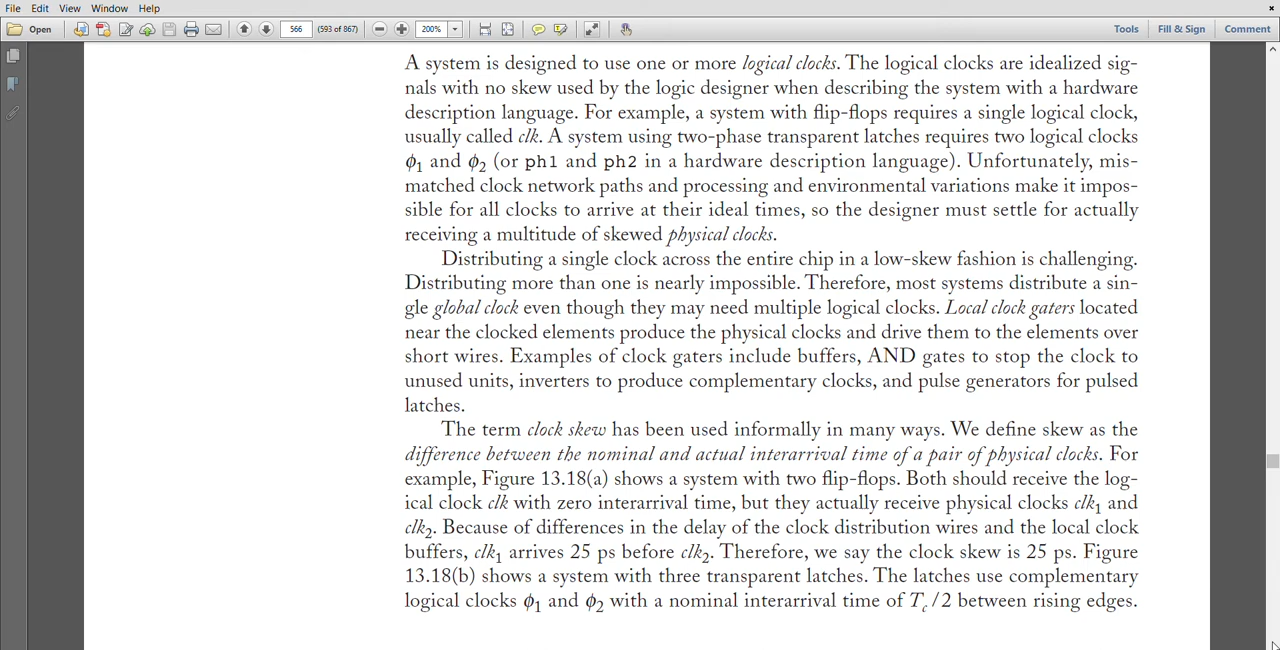 File Edit View Window Help
Open 566 (593 of 867) 200% Tools Fill & Sign Comment
A system is designed to use one or more logical clocks. The logical clocks are idealized sig-
nals with no skew used by the logic designer when describing the system with a hardware
description language. For example, a system with flip-flops requires a single logical clock,
usually called clk. A system using two-phase transparent latches requires two logical clocks
ϕ1 and ϕ2 (or ph1 and ph2 in a hardware description language). Unfortunately, mis-
matched clock network paths and processing and environmental variations make it impos-
sible for all clocks to arrive at their ideal times, so the designer must settle for actually
receiving a multitude of skewed physical clocks.
Distributing a single clock across the entire chip in a low-skew fashion is challenging.
Distributing more than one is nearly impossible. Therefore, most systems distribute a sin-
gle global clock even though they may need multiple logical clocks. Local clock gaters located
near the clocked elements produce the physical clocks and drive them to the elements over
short wires. Examples of clock gaters include buffers, AND gates to stop the clock to
unused units, inverters to produce complementary clocks, and pulse generators for pulsed
latches.
The term clock skew has been used informally in many ways. We define skew as the
difference between the nominal and actual interarrival time of a pair of physical clocks. For
example, Figure 13.18(a) shows a system with two flip-flops. Both should receive the log-
ical clock clk with zero interarrival time, but they actually receive physical clocks clk1 and
clk2. Because of differences in the delay of the clock distribution wires and the local clock
buffers, clk1 arrives 25 ps before clk2. Therefore, we say the clock skew is 25 ps. Figure
13.18(b) shows a system with three transparent latches. The latches use complementary
logical clocks ϕ1 and ϕ2 with a nominal interarrival time of Tc/2 between rising edges.